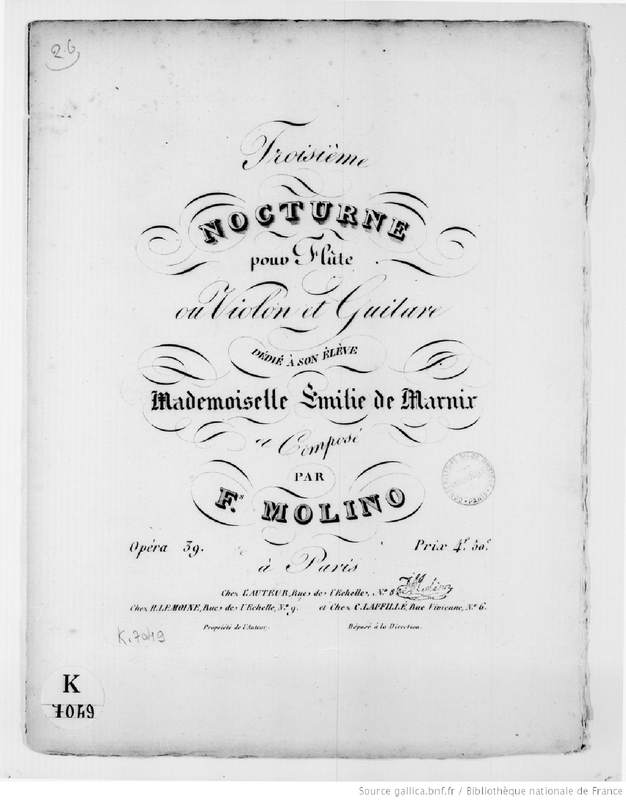 26
Troisième
NOCTURNE
pour Flûte
ou Violon et Guitare
DÉDIÉ À SON ÉLÈVE
Mademoiselle Emilie de Marnix
et Composé
PAR
F.s MOLINO
Opéra 39. Prix 4f. 50c.
à Paris
Chez L'AUTEUR, Rue de l'Echelle, N.º 8
Chez H. LEMOINE, Rue de l'Echelle, N.º 9. et Chez C. LAFFILLÉ, Rue Vivienne, N.º 6.
Propriété de l'Auteur. Déposé à la Direction.
K.7049
K
7049
Source gallica.bnf.fr / Bibliothèque nationale de France